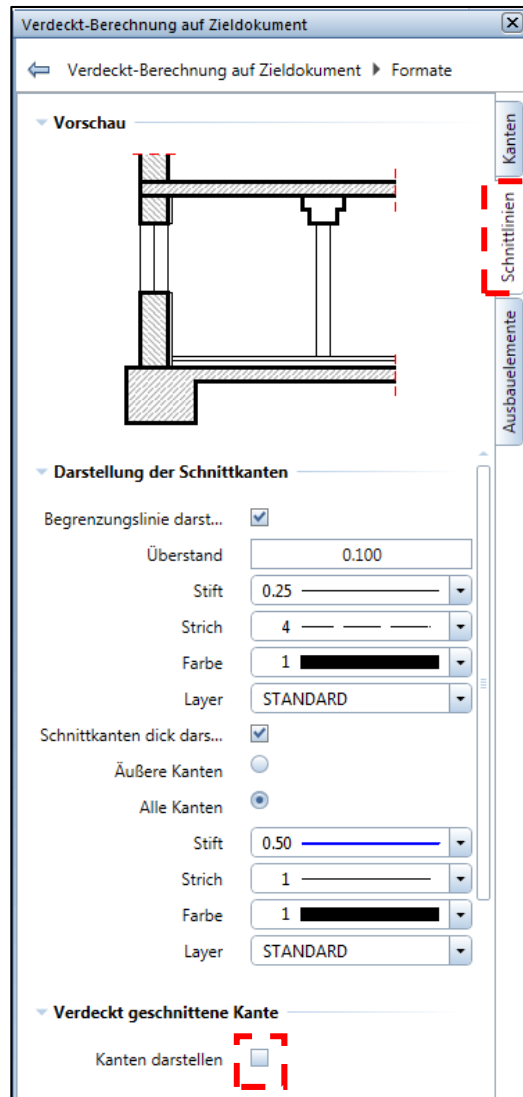 Verdeckt-Berechnung auf Zieldokument
Verdeckt-Berechnung auf Zieldokument Formate
Kanten
Schnittlinien
Ausbauelemente
Vorschau
Darstellung der Schnittkanten
Begrenzungslinie darst...
Überstand 0.100
Stift 0.25
Strich 4
Farbe 1
Layer STANDARD
Schnittkanten dick dars...
Äußere Kanten
Alle Kanten
Stift 0.50
Strich 1
Farbe 1
Layer STANDARD
Verdeckt geschnittene Kante
Kanten darstellen